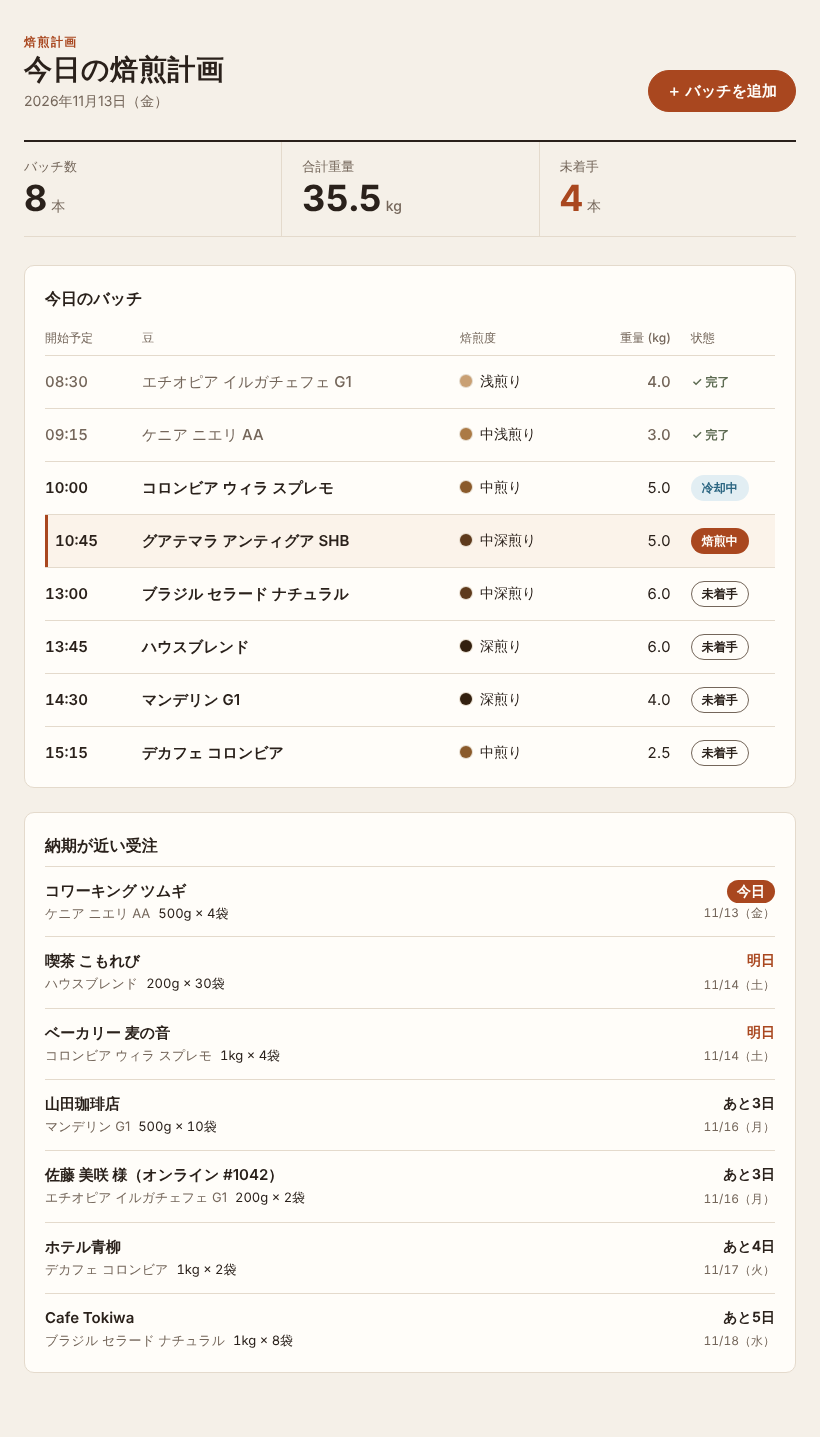 焙煎計画
今日の焙煎計画
2026年11月13日（金）
＋ バッチを追加
バッチ数
8 本
合計重量
35.5 kg
未着手
4 本
今日のバッチ
開始予定 豆 焙煎度 重量 (kg) 状態
08:30 エチオピア イルガチェフェ G1 浅煎り 4.0 ✓ 完了
09:15 ケニア ニエリ AA 中浅煎り 3.0 ✓ 完了
10:00 コロンビア ウィラ スプレモ 中煎り 5.0 冷却中
10:45 グアテマラ アンティグア SHB 中深煎り 5.0 焙煎中
13:00 ブラジル セラード ナチュラル 中深煎り 6.0 未着手
13:45 ハウスブレンド 深煎り 6.0 未着手
14:30 マンデリン G1 深煎り 4.0 未着手
15:15 デカフェ コロンビア 中煎り 2.5 未着手
納期が近い受注
コワーキング ツムギ 今日
ケニア ニエリ AA 500g × 4袋 11/13（金）
喫茶 こもれび 明日
ハウスブレンド 200g × 30袋 11/14（土）
ベーカリー 麦の音 明日
コロンビア ウィラ スプレモ 1kg × 4袋 11/14（土）
山田珈琲店 あと3日
マンデリン G1 500g × 10袋 11/16（月）
佐藤 美咲 様（オンライン #1042） あと3日
エチオピア イルガチェフェ G1 200g × 2袋 11/16（月）
ホテル青柳 あと4日
デカフェ コロンビア 1kg × 2袋 11/17（火）
Cafe Tokiwa あと5日
ブラジル セラード ナチュラル 1kg × 8袋 11/18（水）